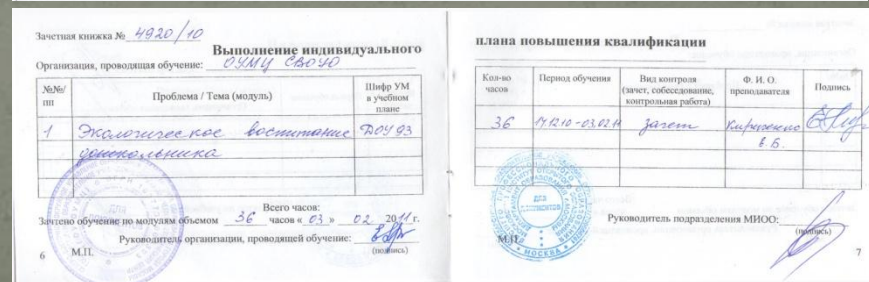 Зачетная книжка № 4920/10
Выполнение индивидуального
Организация, проводящая обучение: ОУМЦ СВОУО
№№/пп
Проблема / Тема (модуль)
Шифр УМ в учебном плане
1 Экологическое воспитание ДОУ 93
дошкольника
Всего часов:
Зачтено обучение по модулям объемом 36 часов « 03 » 02 2011 г.
Руководитель организации, проводящей обучение:
(подпись)
М.П.
6
плана повышения квалификации
Кол-во часов
Период обучения
Вид контроля (зачет, собеседование, контрольная работа)
Ф. И. О. преподавателя
Подпись
36 17.12.10 - 03.02.11 зачет
ДЛЯ ДОКУМЕНТОВ
МОСКВА
Руководитель подразделения МИОО:
(подпись)
М.П.
7